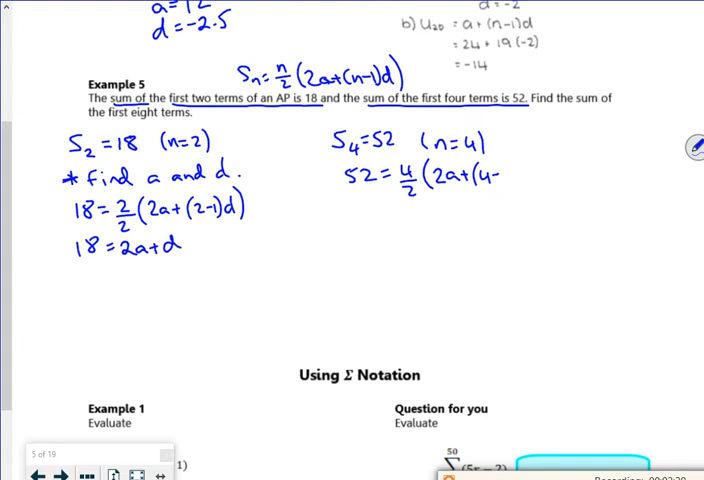 a=12
d=-2.5
d=-2
b) U20 = a + (n-1)d
= 24 + 19(-2)
= -14
Sn = n/2 (2a+(n-1)d)
Example 5
The sum of the first two terms of an AP is 18 and the sum of the first four terms is 52. Find the sum of
the first eight terms.
S2 = 18 (n=2)
* find a and d.
18 = 2/2 (2a+(2-1)d)
18 = 2a+d
S4 = 52 (n=4)
52 = 4/2 (2a+(4-
Using Σ Notation
Example 1
Evaluate
1)
Question for you
Evaluate
50
Σ(5r-2)
5 of 19